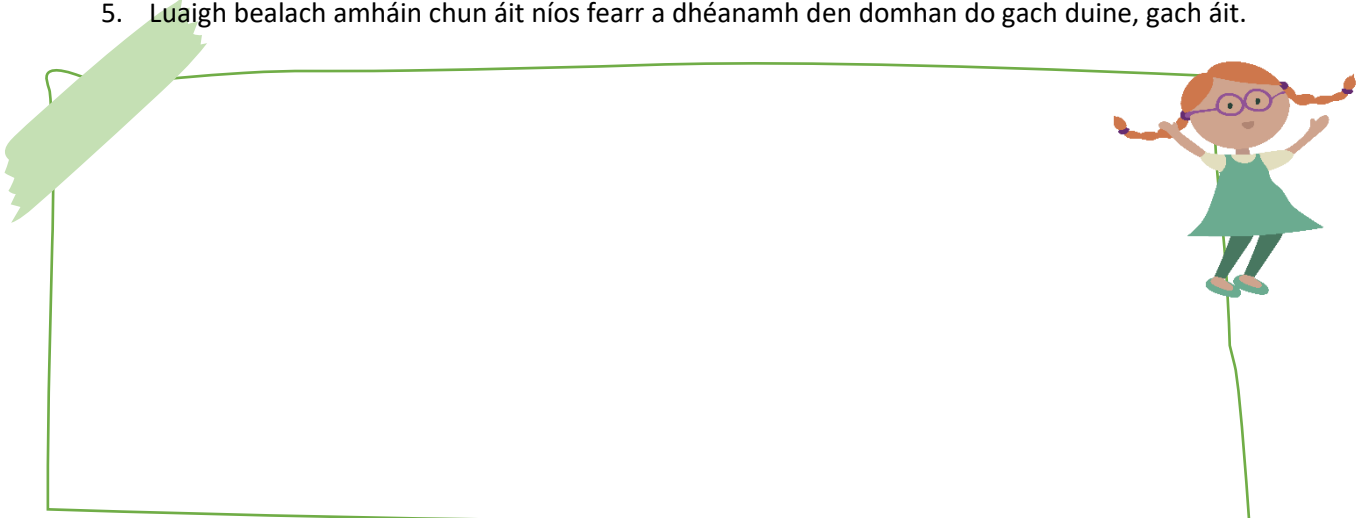 5. Luaigh bealach amháin chun áit níos fearr a dhéanamh den domhan do gach duine, gach áit.